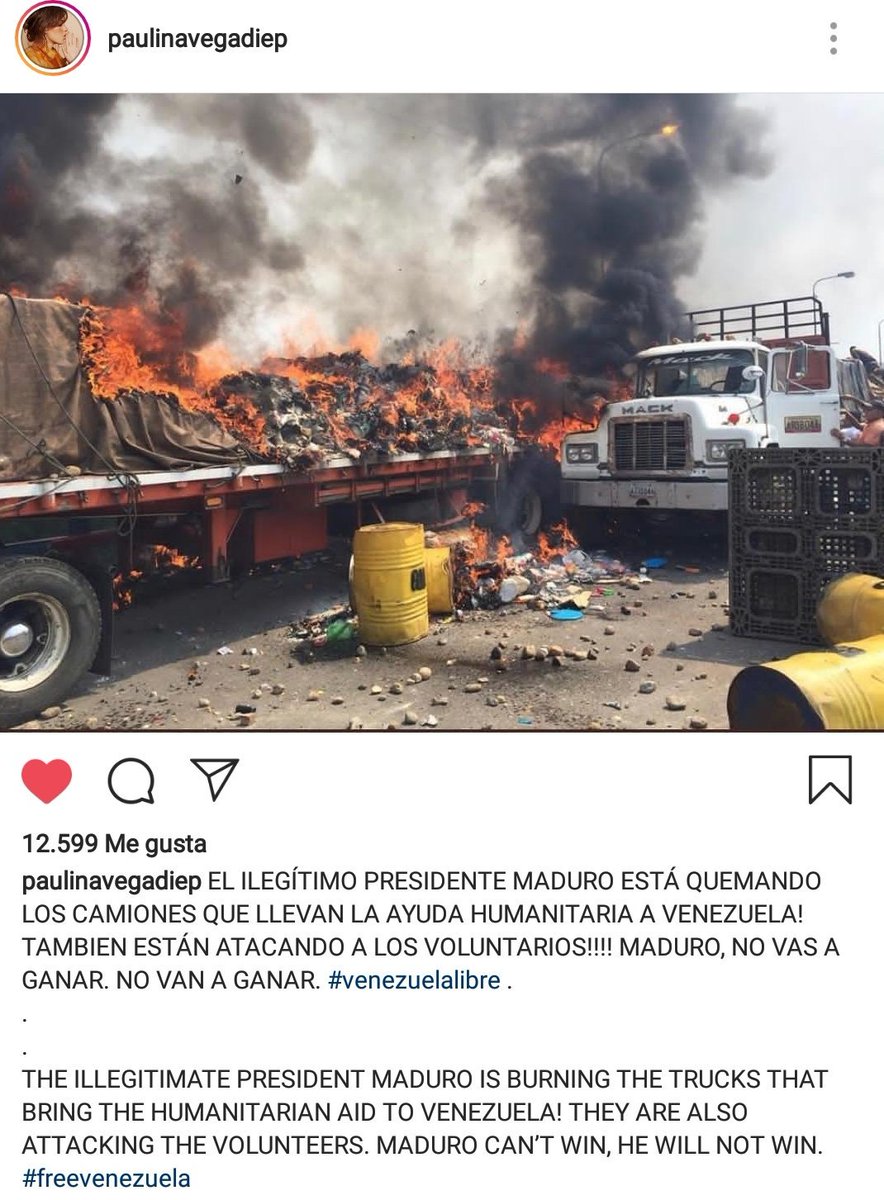 paulinavegadiep
MACK
12.599 Me gusta
paulinavegadiep EL ILEGÍTIMO PRESIDENTE MADURO ESTÁ QUEMANDO
LOS CAMIONES QUE LLEVAN LA AYUDA HUMANITARIA A VENEZUELA!
TAMBIEN ESTÁN ATACANDO A LOS VOLUNTARIOS!!!! MADURO, NO VAS A
GANAR. NO VAN A GANAR. #venezuelalibre .
.
.
THE ILLEGITIMATE PRESIDENT MADURO IS BURNING THE TRUCKS THAT
BRING THE HUMANITARIAN AID TO VENEZUELA! THEY ARE ALSO
ATTACKING THE VOLUNTEERS. MADURO CAN’T WIN, HE WILL NOT WIN.
#freevenezuela